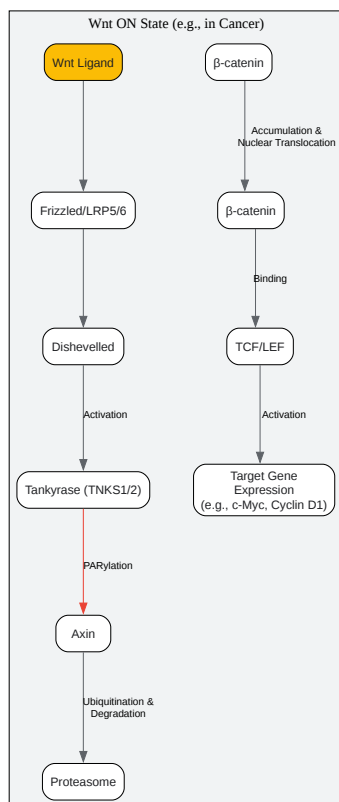 Wnt ON State (e.g., in Cancer)
Wnt Ligand
Frizzled/LRP5/6
Dishevelled
Activation
Tankyrase (TNKS1/2)
PARylation
Axin
Ubiquitination &
Degradation
Proteasome
β-catenin
Accumulation &
Nuclear Translocation
β-catenin
Binding
TCF/LEF
Activation
Target Gene
Expression
(e.g., c-Myc, Cyclin D1)